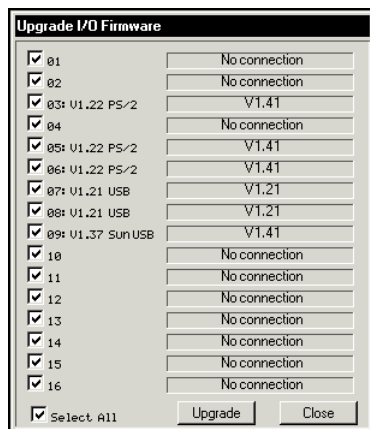 Upgrade I/O Firmware
01 No connection
02 No connection
03: V1.22 PS/2 V1.41
04 No connection
05: V1.22 PS/2 V1.41
06: V1.22 PS/2 V1.41
07: V1.21 USB V1.21
08: V1.21 USB V1.21
09: V1.37 Sun USB V1.41
10 No connection
11 No connection
12 No connection
13 No connection
14 No connection
15 No connection
16 No connection
Select All Upgrade Close